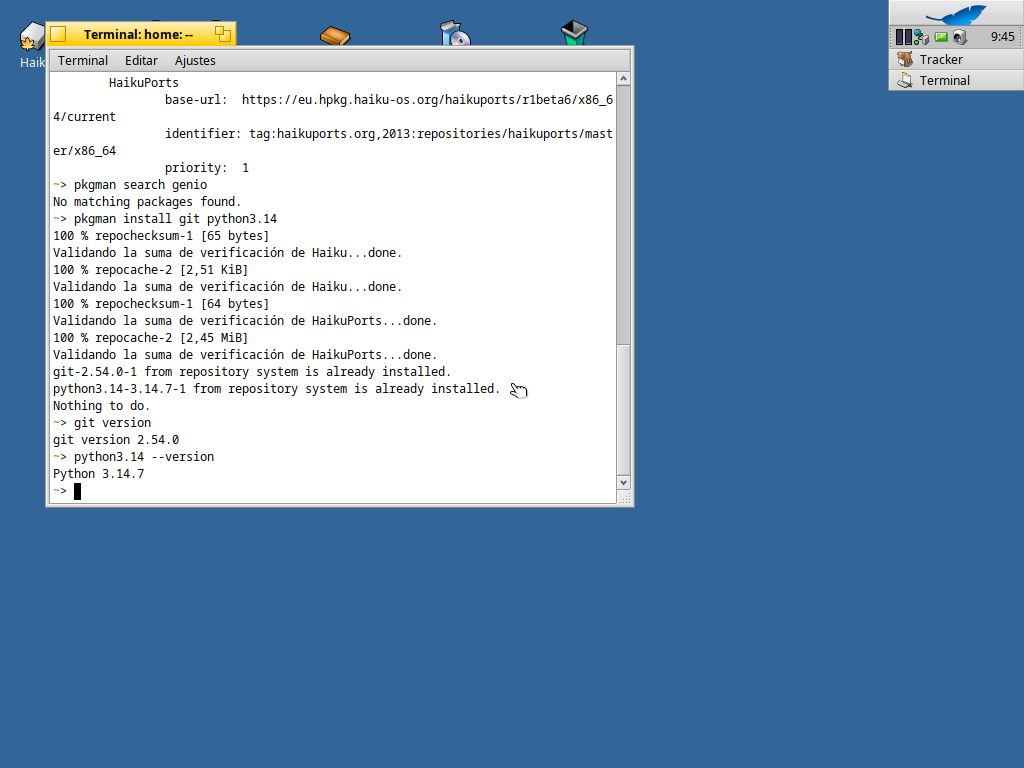 Terminal: home: --
9:45
Tracker
Terminal
Haik
Terminal Editar Ajustes
HaikuPorts
base-url: https://eu.hpkg.haiku-os.org/haikuports/r1beta6/x86_6
4/current
identifier: tag:haikuports.org,2013:repositories/haikuports/mast
er/x86_64
priority: 1
~> pkgman search genio
No matching packages found.
~> pkgman install git python3.14
100 % repochecksum-1 [65 bytes]
Validando la suma de verificación de Haiku...done.
100 % repocache-2 [2,51 KiB]
Validando la suma de verificación de Haiku...done.
100 % repochecksum-1 [64 bytes]
Validando la suma de verificación de HaikuPorts...done.
100 % repocache-2 [2,45 MiB]
Validando la suma de verificación de HaikuPorts...done.
git-2.54.0-1 from repository system is already installed.
python3.14-3.14.7-1 from repository system is already installed.
Nothing to do.
~> git version
git version 2.54.0
~> python3.14 --version
Python 3.14.7
~>